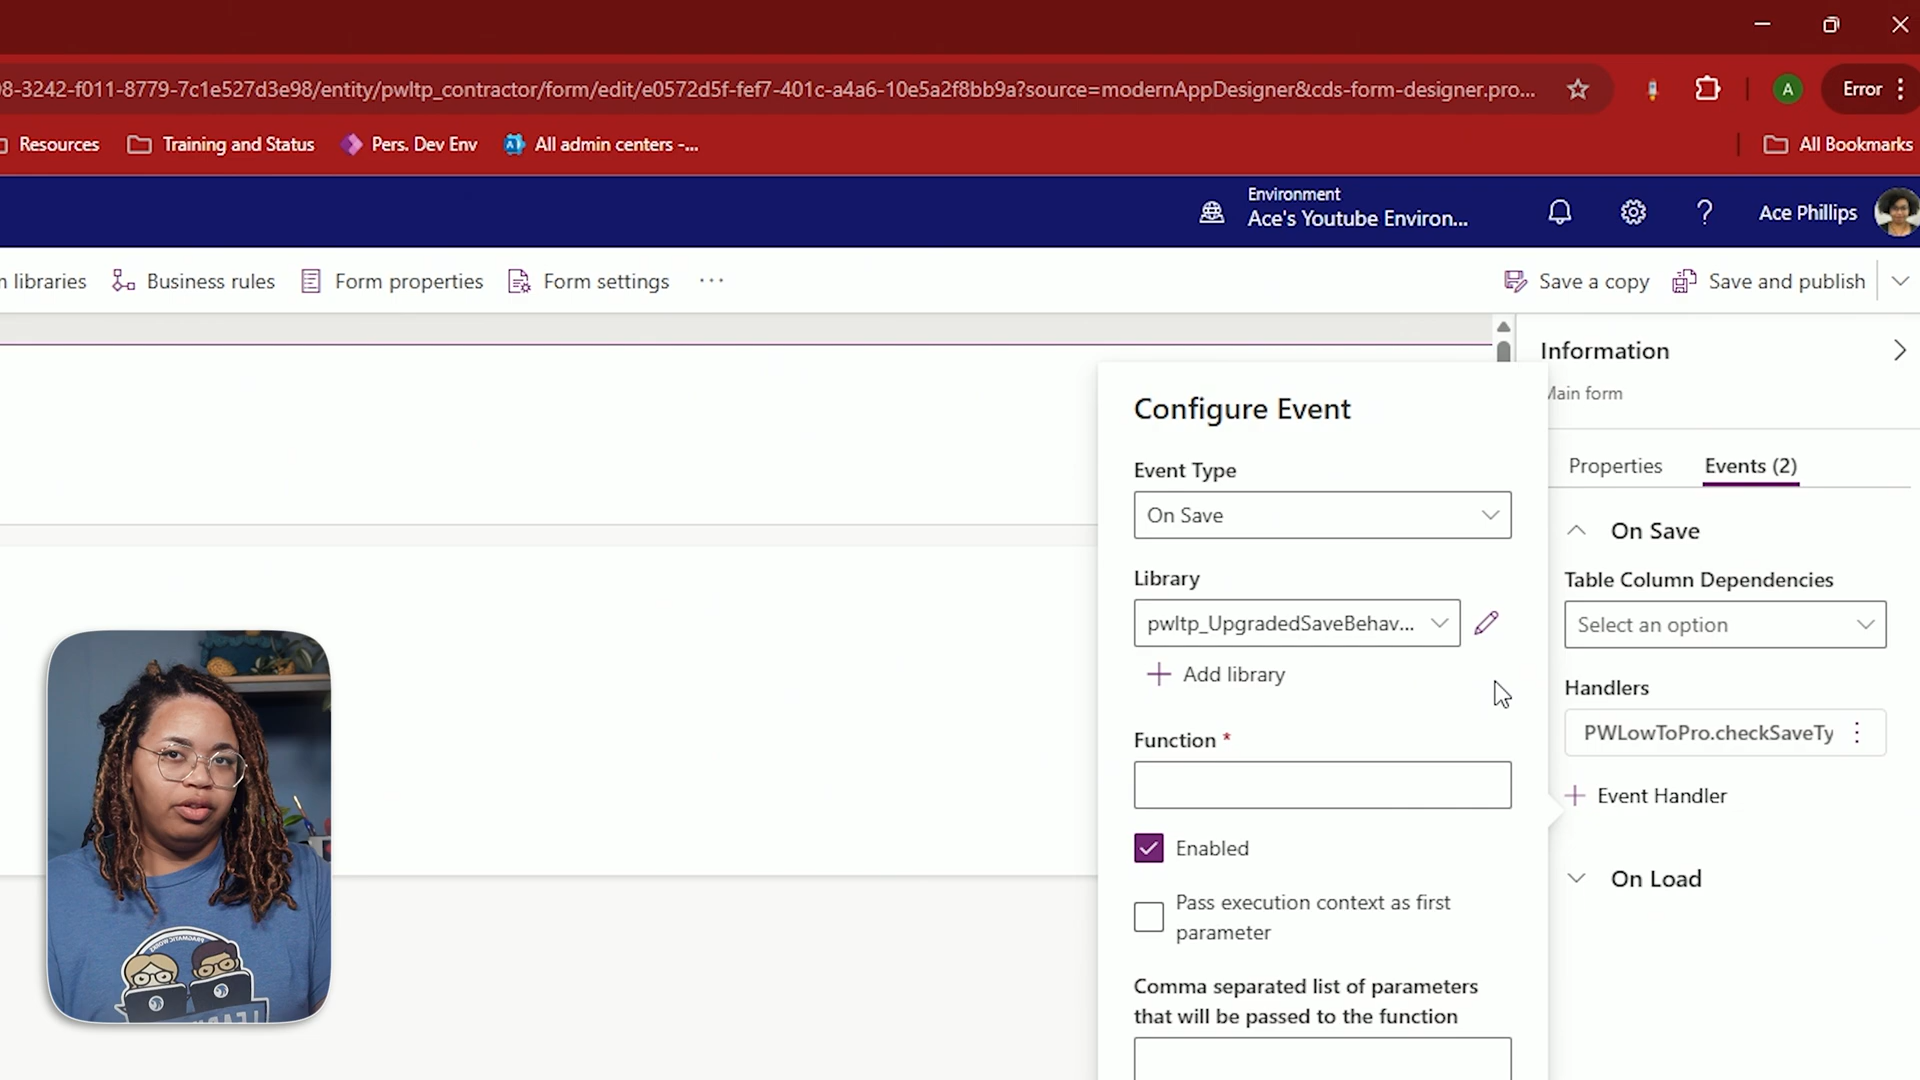 8-3242-f011-8779-7c1e527d3e98/entity/pwltp_contractor/form/edit/e0572d5f-fef7-401c-a4a6-10e5a2f8bb9a?source=modernAppDesigner&cds-form-designer.pro...
A
Error
Resources
Training and Status
Pers. Dev Env
All admin centers -...
All Bookmarks
Environment
Ace's Youtube Environ...
Ace Phillips
libraries
Business rules
Form properties
Form settings
...
Save a copy
Save and publish
Information
Main form
Properties
Events (2)
On Save
Table Column Dependencies
Select an option
Handlers
PWLowToPro.checkSaveTy
Event Handler
On Load
Configure Event
Event Type
On Save
Library
pwltp_UpgradedSaveBehav...
Add library
Function *
Enabled
Pass execution context as first
parameter
Comma separated list of parameters
that will be passed to the function